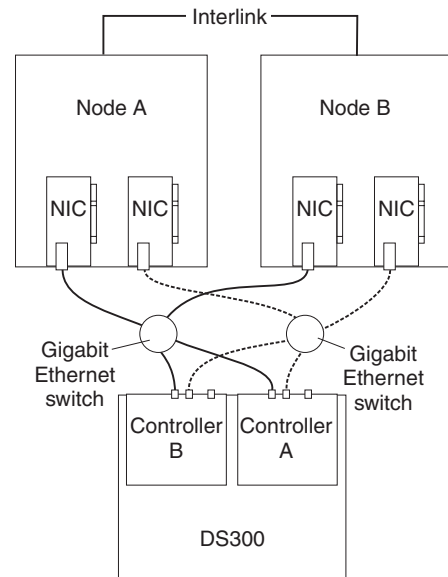 Interlink
Node A
Node B
NIC
NIC
NIC
NIC
Gigabit
Ethernet
switch
Gigabit
Ethernet
switch
Controller
B
Controller
A
DS300